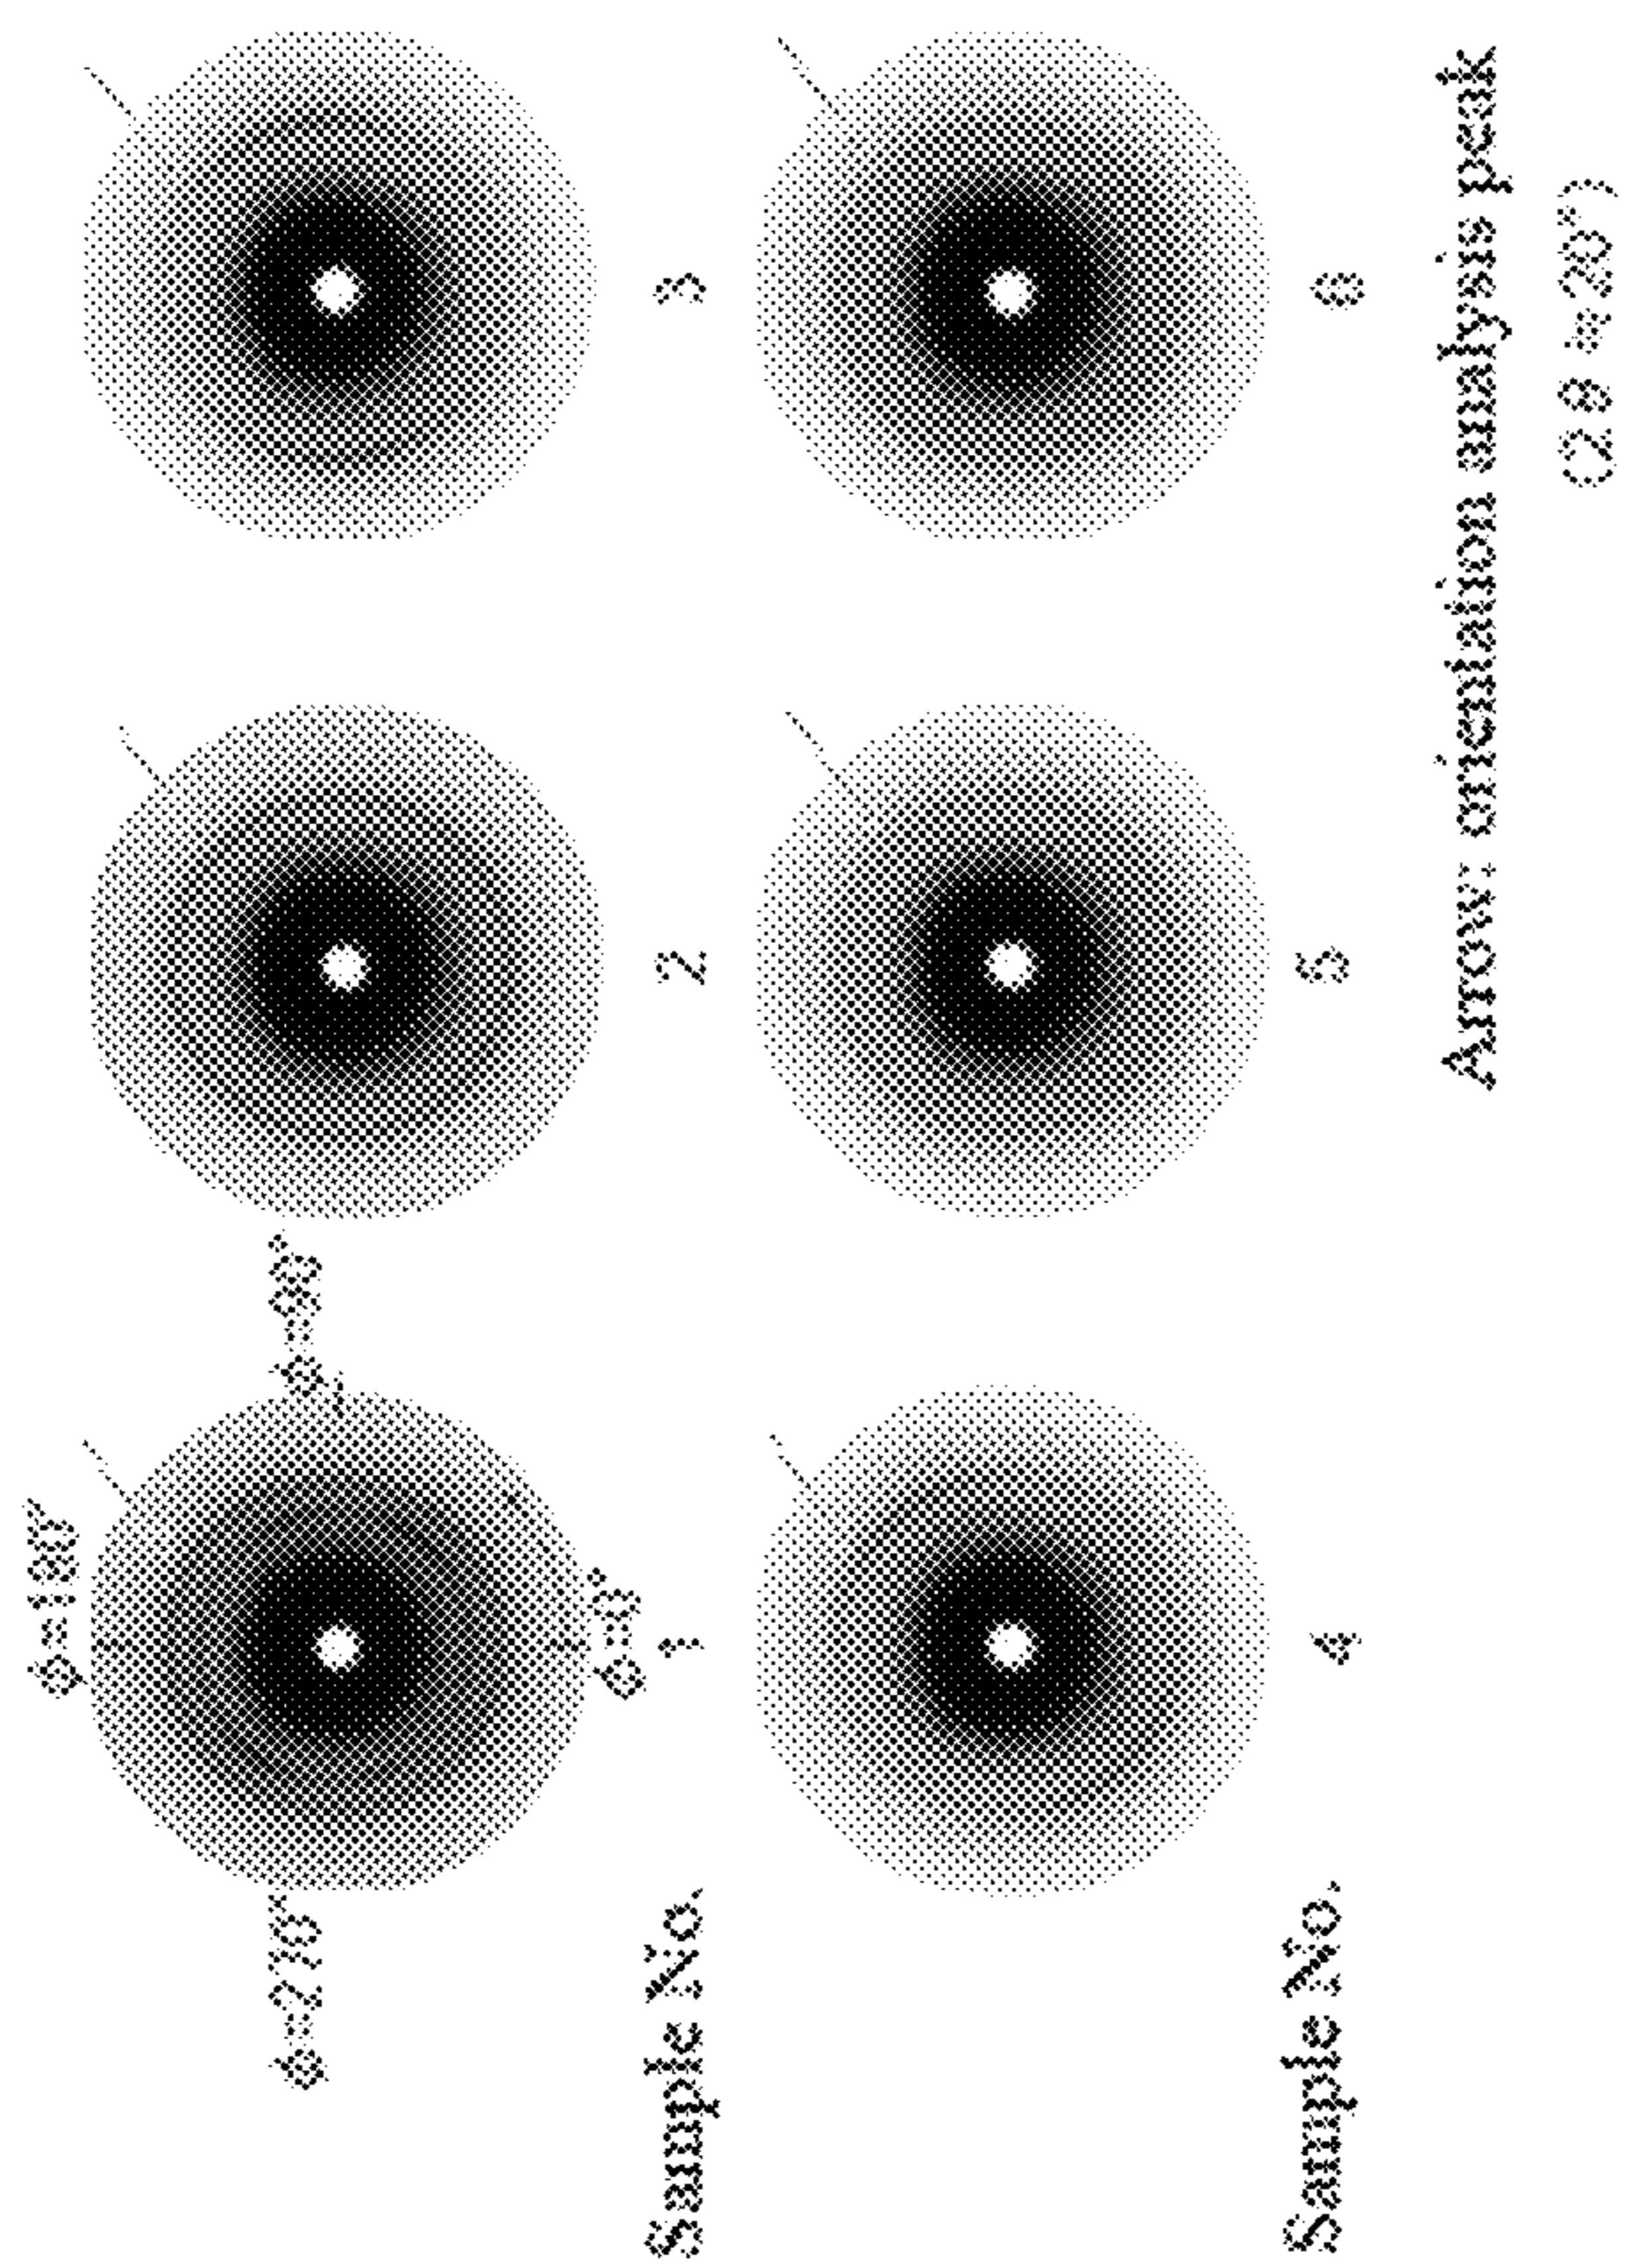 ϕ=180°
ϕ=270°
ϕ=90°
ϕ=0°
Sample No. 1 2 3
Sample No. 4 5 6
Arrow: orientation analysis peak
(2θ≒20°)